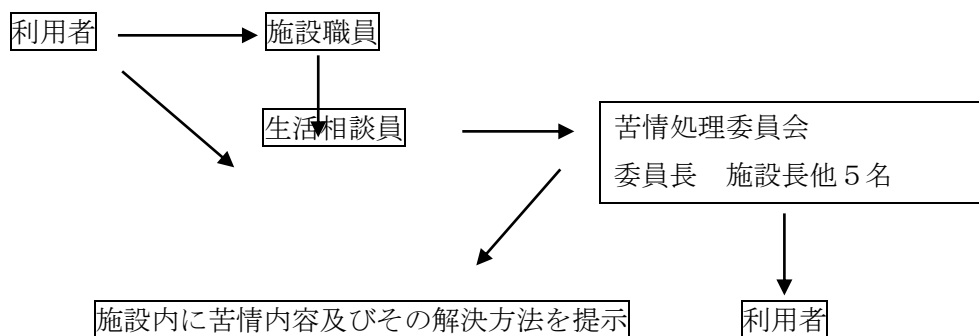 利用者
施設職員
生活相談員
苦情処理委員会
委員長　施設長他５名
施設内に苦情内容及びその解決方法を提示
利用者